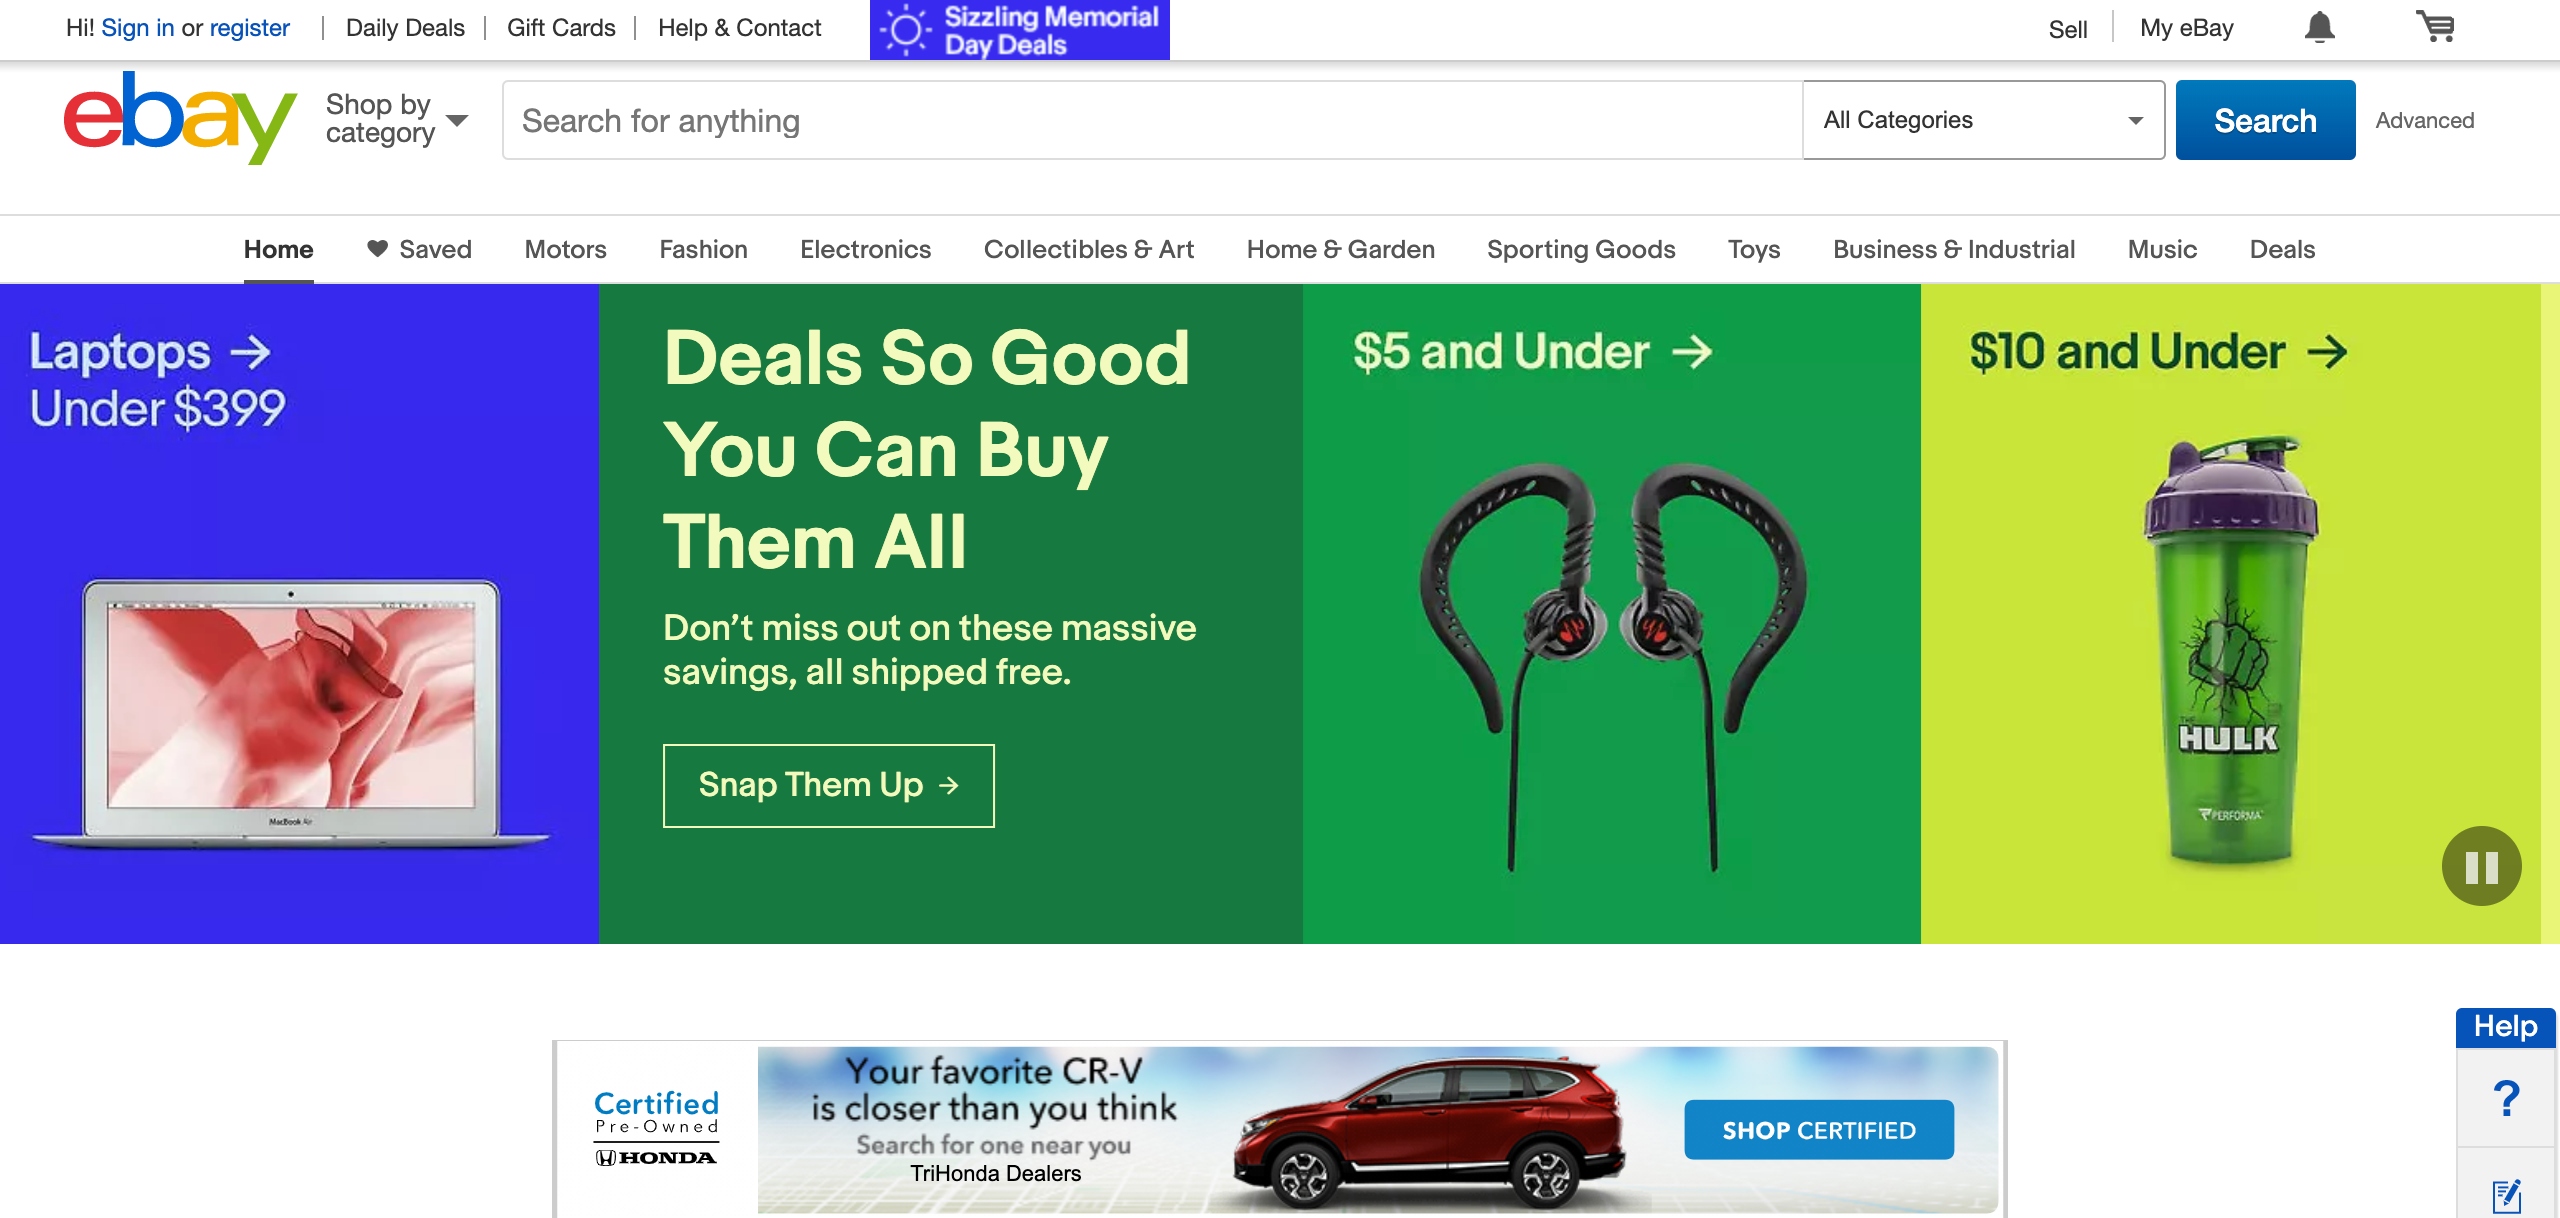 Hi! Sign in or register
Daily Deals
Gift Cards
Help & Contact
Sizzling Memorial
Day Deals
Sell
My eBay
ebay
Shop by
category
Search for anything
All Categories
Search
Advanced
Home
Saved
Motors
Fashion
Electronics
Collectibles & Art
Home & Garden
Sporting Goods
Toys
Business & Industrial
Music
Deals
Laptops →
Under $399
MacBook Air
Deals So Good
You Can Buy
Them All
Don’t miss out on these massive
savings, all shipped free.
Snap Them Up →
$5 and Under →
$10 and Under →
THE
HULK
PERFORMA
Certified
Pre-Owned
HONDA
Your favorite CR-V
is closer than you think
Search for one near you
TriHonda Dealers
SHOP CERTIFIED
Help
?